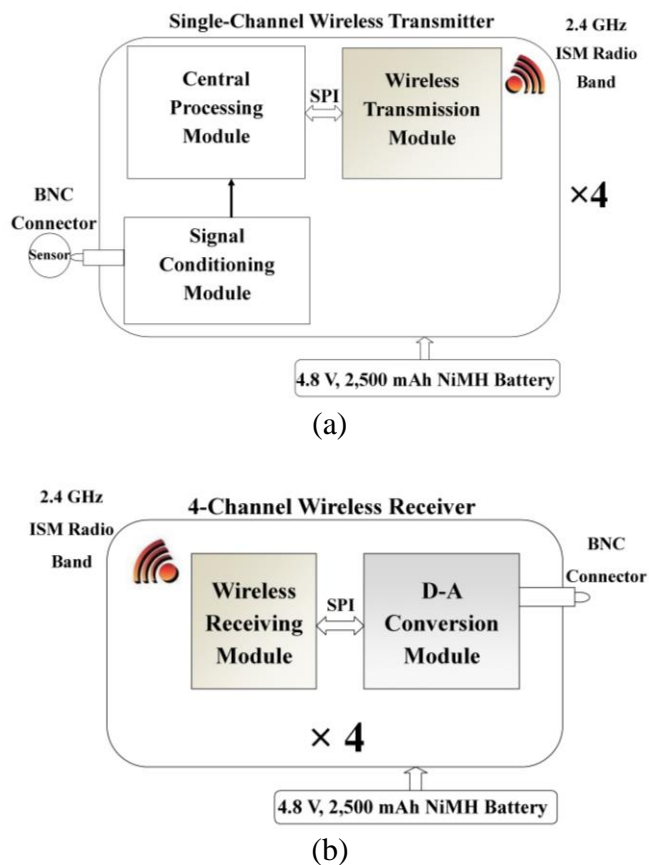 Single-Channel Wireless Transmitter
2.4 GHz
ISM Radio
Band
Central
Processing
Module
SPI
Wireless
Transmission
Module
×4
BNC
Connector
Sensor
Signal
Conditioning
Module
4.8 V, 2,500 mAh NiMH Battery
(a)
2.4 GHz
ISM Radio
Band
4-Channel Wireless Receiver
BNC
Connector
Wireless
Receiving
Module
SPI
D-A
Conversion
Module
× 4
4.8 V, 2,500 mAh NiMH Battery
(b)